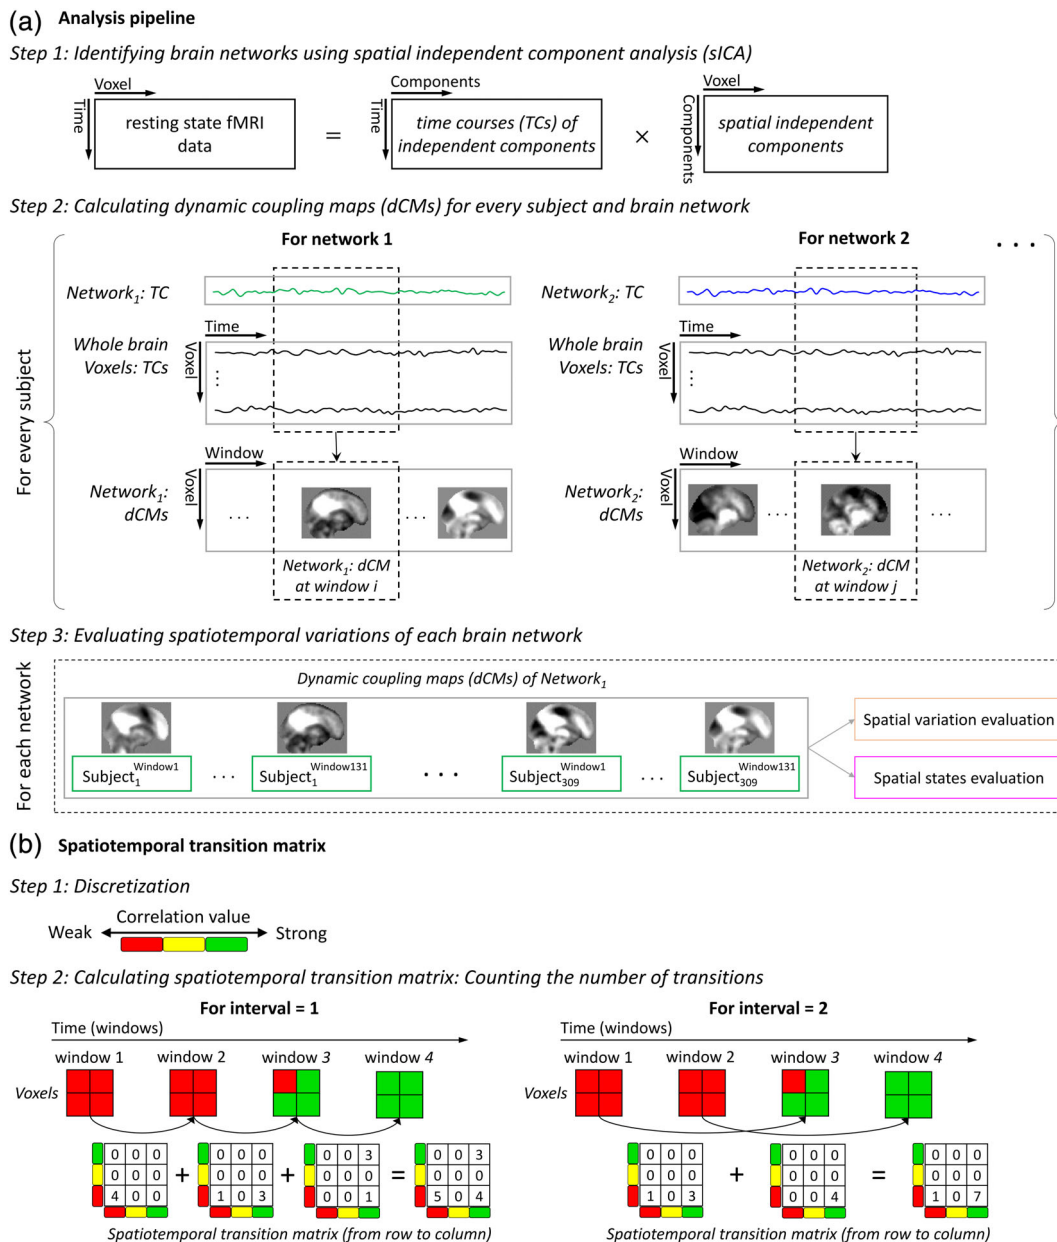 (a) Analysis pipeline
Step 1: Identifying brain networks using spatial independent component analysis (sICA)
Voxel
Time
resting state fMRI
data
=
Components
Time
time courses (TCs) of
independent components
×
Voxel
Components
spatial independent
components
Step 2: Calculating dynamic coupling maps (dCMs) for every subject and brain network
For every subject
For network 1
Network1: TC
Time
Voxel
Whole brain
Voxels: TCs
⋮
Window
Voxel
Network1:
dCMs
. . .
. . .
Network1: dCM
at window i
For network 2
. . .
Network2: TC
Time
Voxel
Whole brain
Voxels: TCs
⋮
Window
Voxel
Network2:
dCMs
. . .
. . .
Network2: dCM
at window j
Step 3: Evaluating spatiotemporal variations of each brain network
For each network
Dynamic coupling maps (dCMs) of Network1
Subject1 Window1
. . .
Subject1 Window131
. . .
Subject309 Window1
. . .
Subject309 Window131
Spatial variation evaluation
Spatial states evaluation
(b) Spatiotemporal transition matrix
Step 1: Discretization
Correlation value
Weak Strong
Step 2: Calculating spatiotemporal transition matrix: Counting the number of transitions
For interval = 1
Time (windows)
window 1 window 2 window 3 window 4
Voxels
0 0 0 + 0 0 0 + 0 0 3 = 0 0 3
0 0 0 0 0 0 0 0 0 0 0 0
4 0 0 1 0 3 0 0 1 5 0 4
Spatiotemporal transition matrix (from row to column)
For interval = 2
Time (windows)
window 1 window 2 window 3 window 4
Voxels
0 0 0 + 0 0 0 = 0 0 0
0 0 0 0 0 0 0 0 0
1 0 3 0 0 4 1 0 7
Spatiotemporal transition matrix (from row to column)